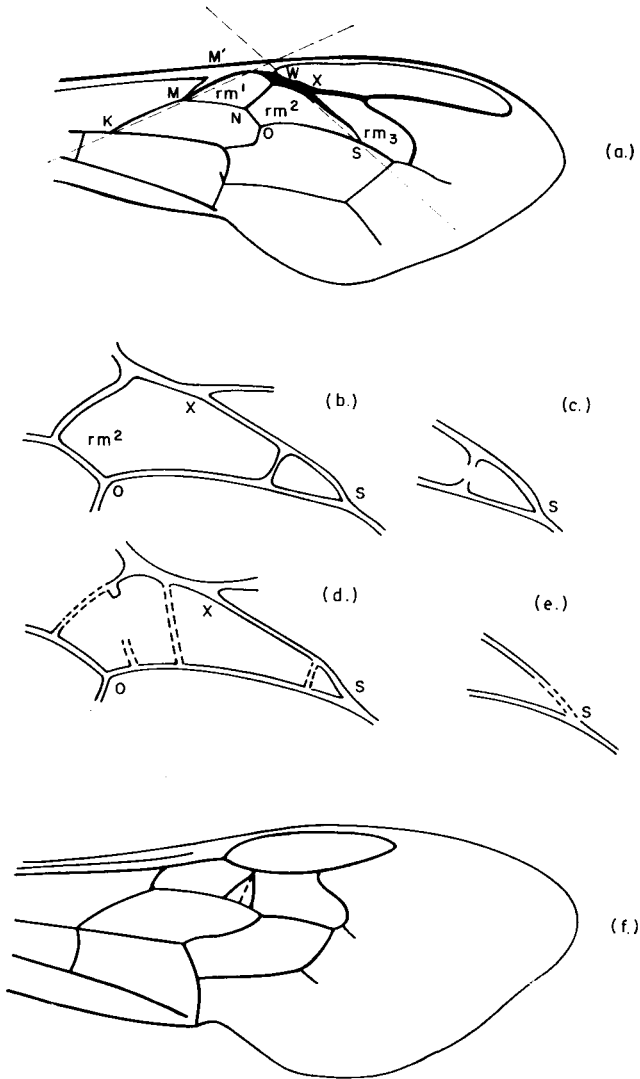 M'
W
X
M
rm¹
rm²
K
N
O
rm₃
S
(a.)
(b.)
(c.)
X
rm²
S
O
S
(d.)
(e.)
X
O
S
S
(f.)